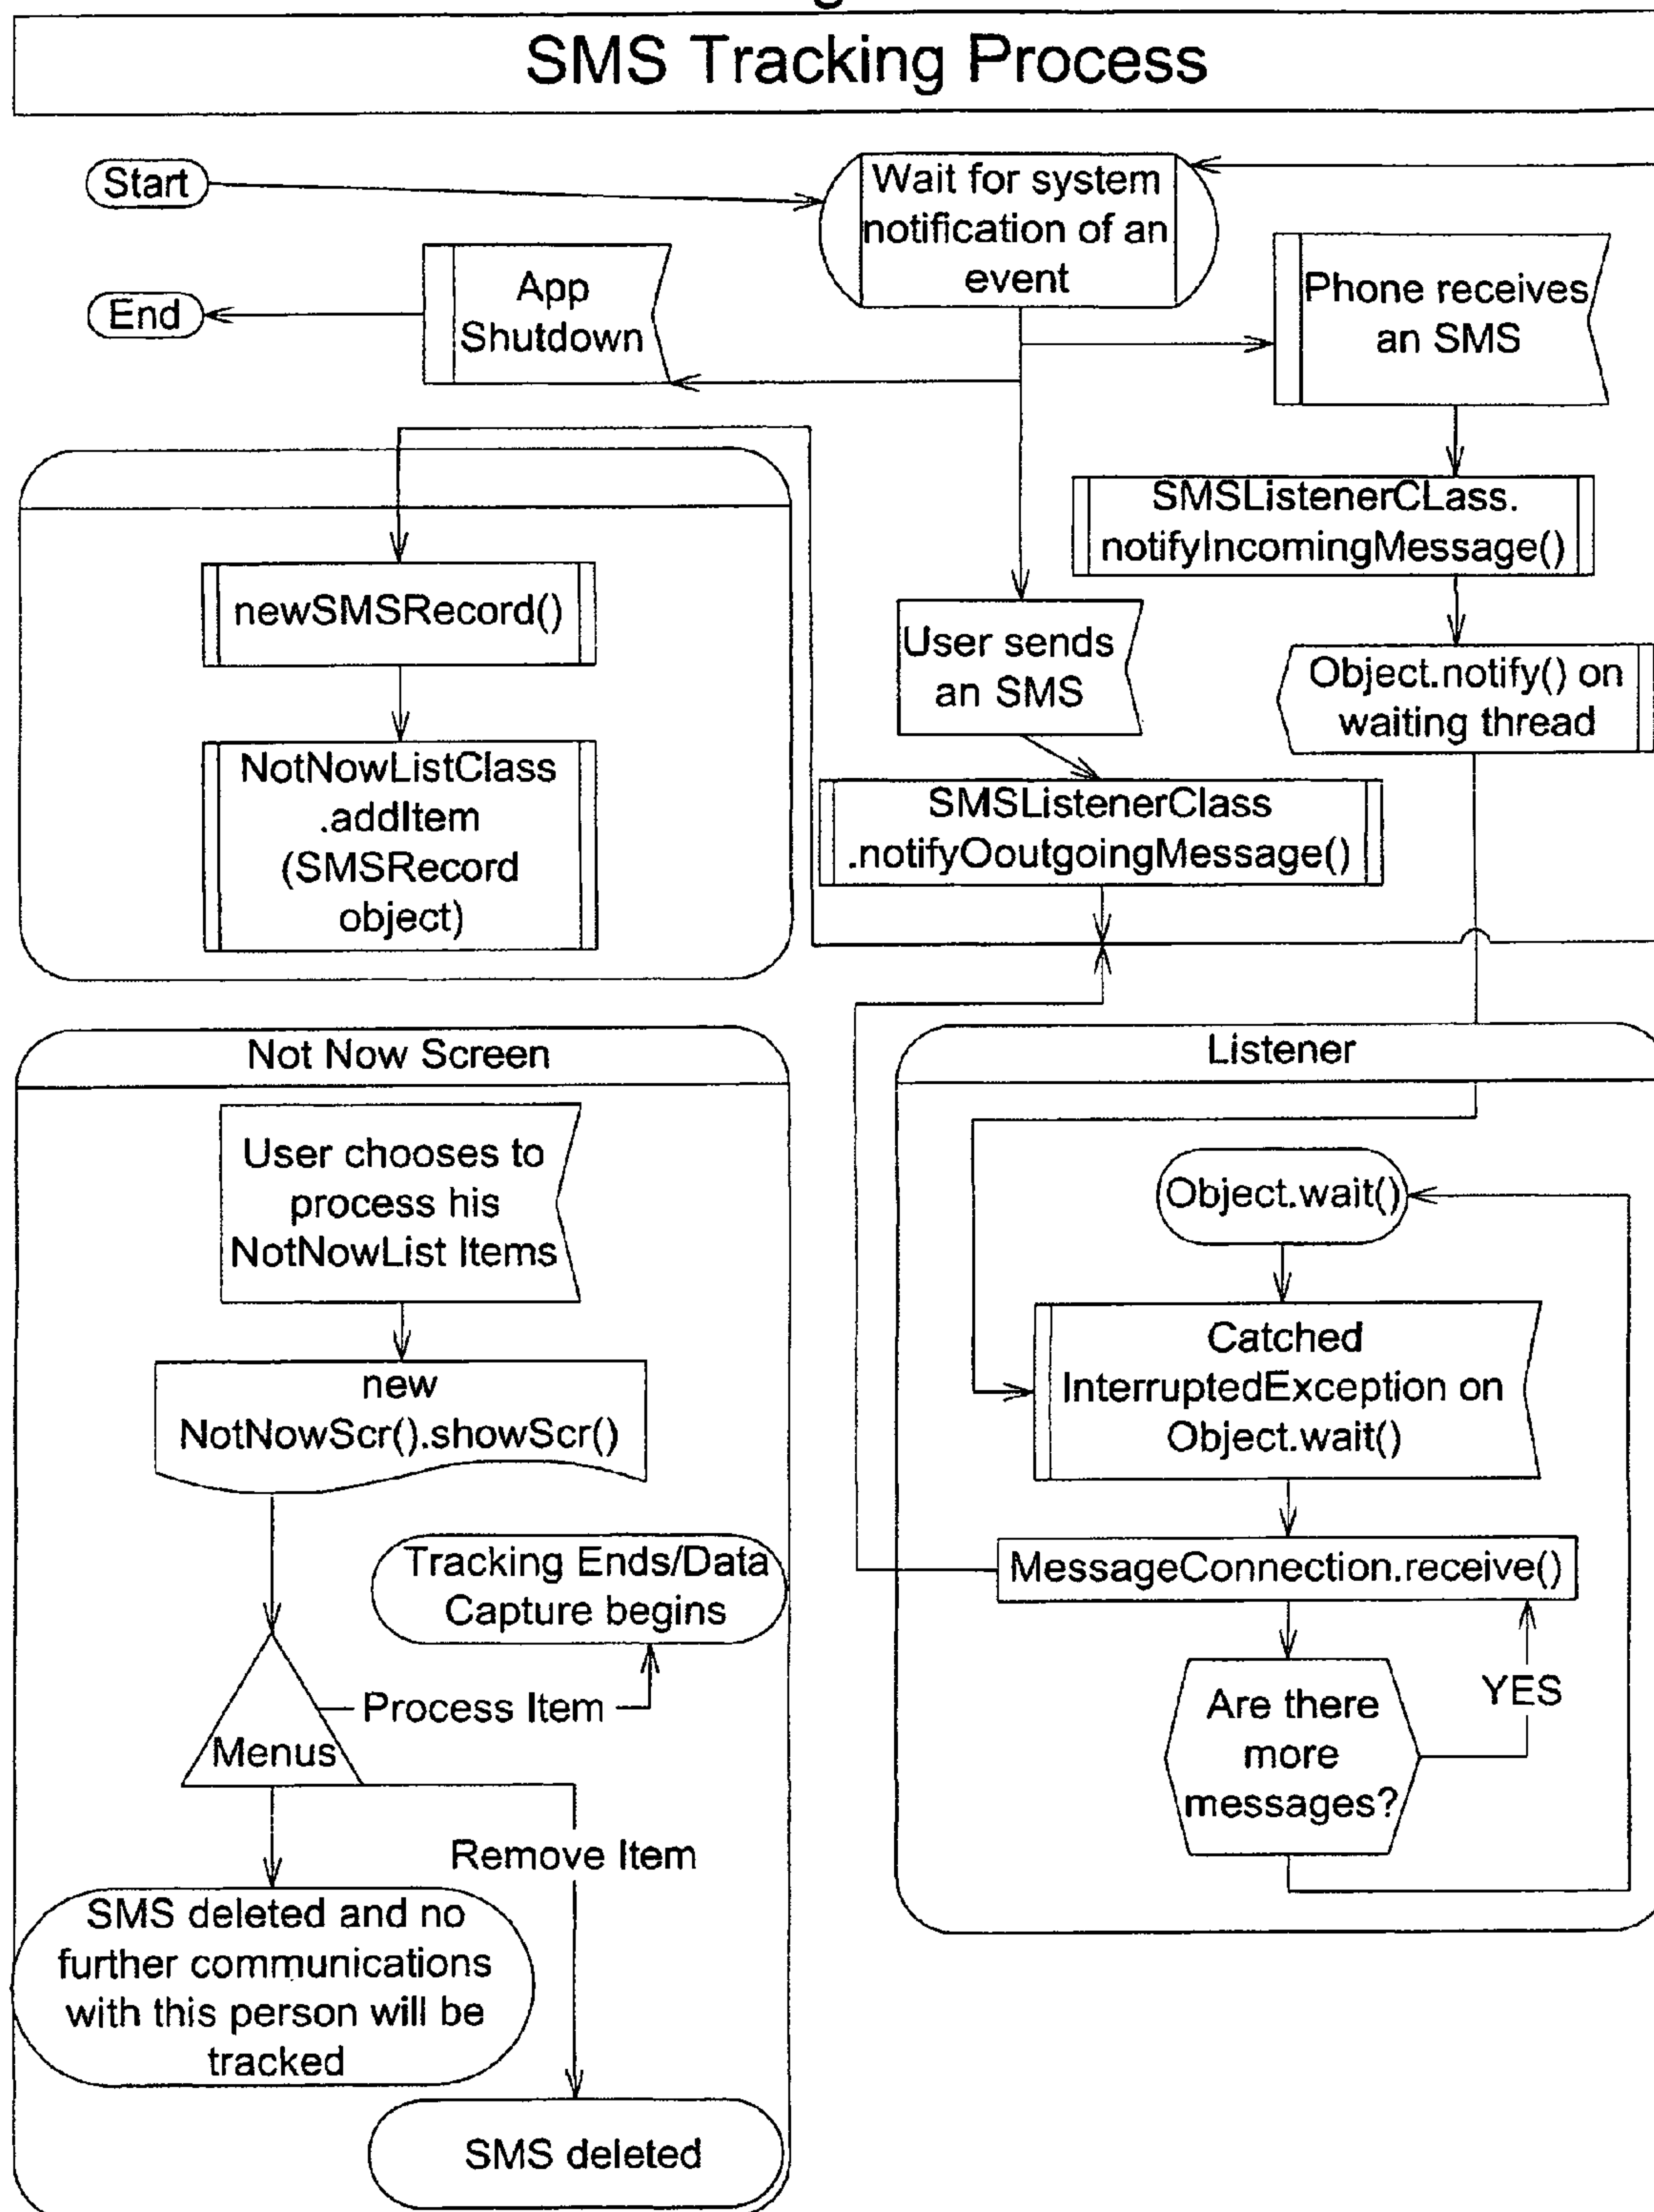 SMS Tracking Process
Start
Wait for system
notification of an
event
App
Shutdown
End
Phone receives
an SMS
SMSListenerCLass.
notifyIncomingMessage()
newSMSRecord()
User sends
an SMS
Object.notify() on
waiting thread
NotNowListClass
.addItem
(SMSRecord
object)
SMSListenerClass
.notifyOoutgoingMessage()
Not Now Screen
User chooses to
process his
NotNowList Items
new
NotNowScr().showScr()
Tracking Ends/Data
Capture begins
Process Item
Menus
Remove Item
SMS deleted and no
further communications
with this person will be
tracked
SMS deleted
Listener
Object.wait()
Catched
InterruptedException on
Object.wait()
MessageConnection.receive()
Are there
more
messages?
YES